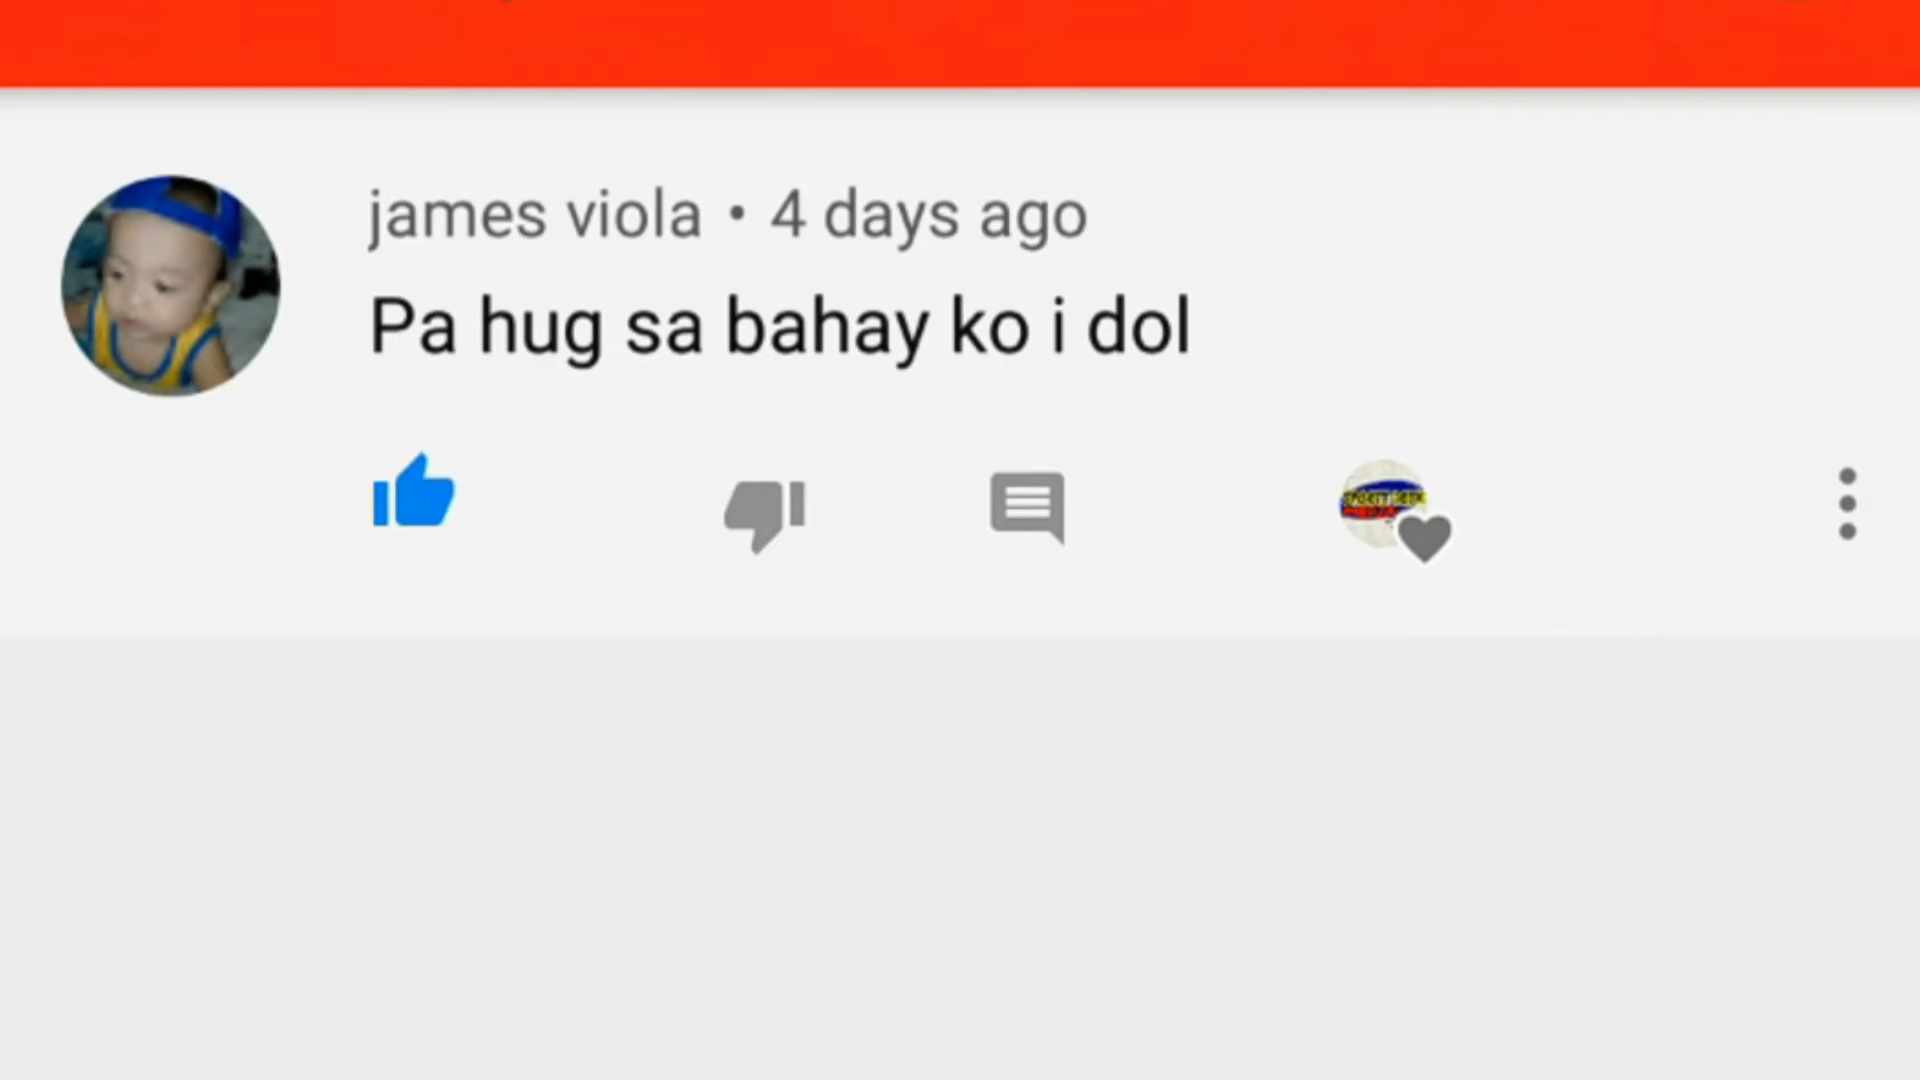 james viola • 4 days ago
Pa hug sa bahay ko i dol